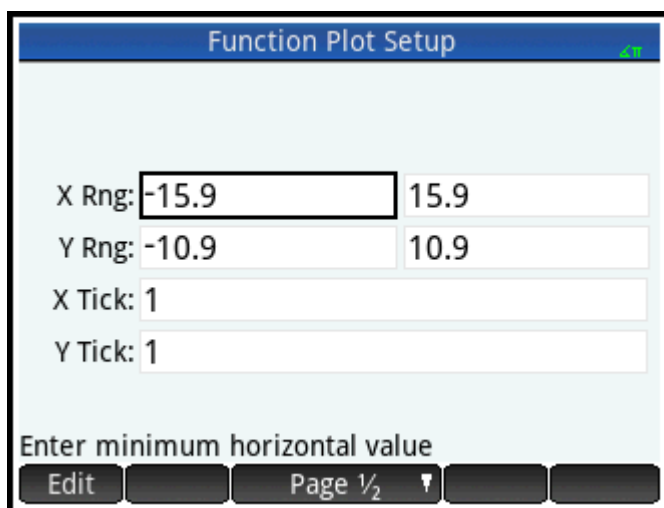 Function Plot Setup ∡π
X Rng: -15.9 15.9
Y Rng: -10.9 10.9
X Tick: 1
Y Tick: 1
Enter minimum horizontal value
Edit Page ½ ▼